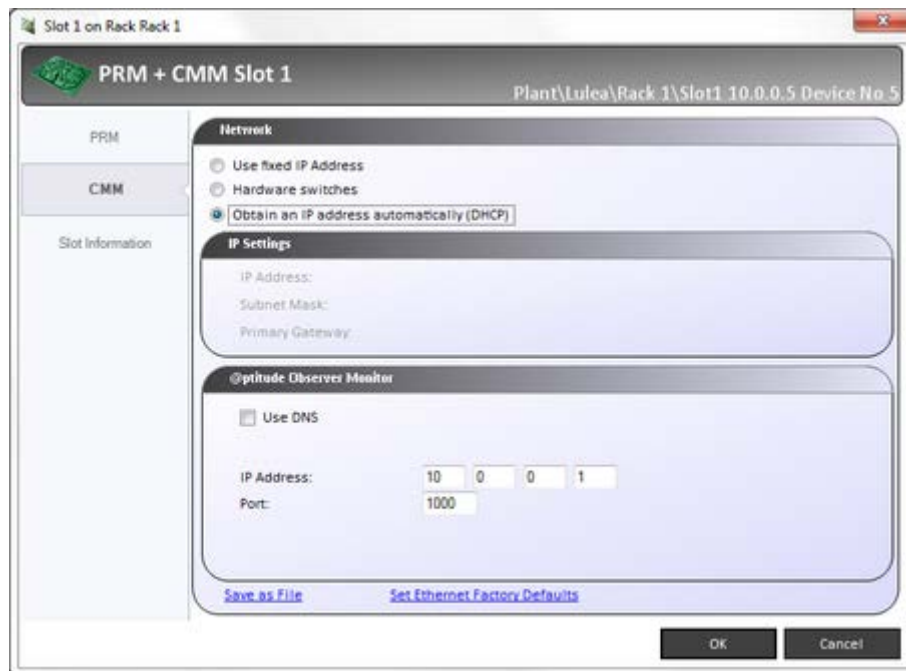 Slot 1 on Rack Rack 1
PRM + CMM Slot 1
Plant\Lulea\Rack 1\Slot1 10.0.0.5 Device No 5
PRM
CMM
Slot Information
Network
Use fixed IP Address
Hardware switches
Obtain an IP address automatically (DHCP)
IP Settings
IP Address:
Subnet Mask:
Primary Gateway:
@ptitude Observer Monitor
Use DNS
IP Address: 10 0 0 1
Port: 1000
Save as File Set Ethernet Factory Defaults
OK Cancel